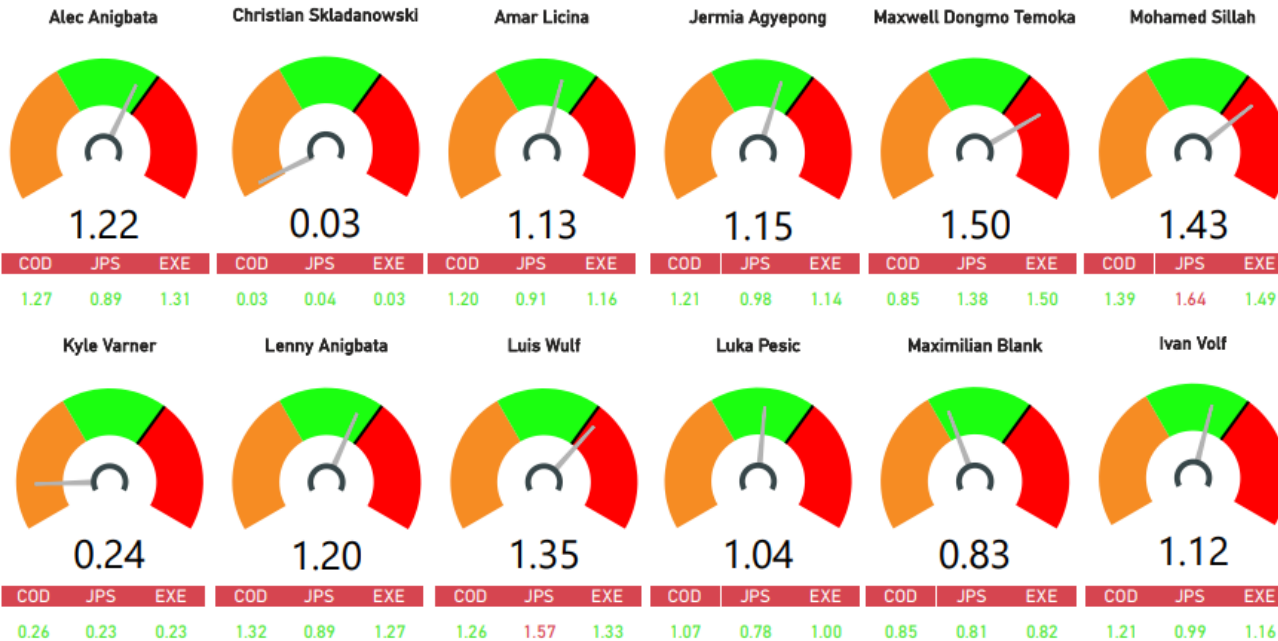 Alec Anigbata Christian Skladanowski Amar Licina Jermia Agyepong Maxwell Dongmo Temoka Mohamed Sillah
1.22 0.03 1.13 1.15 1.50 1.43
COD JPS EXE COD JPS EXE COD JPS EXE COD JPS EXE COD JPS EXE COD JPS EXE
1.27 0.89 1.31 0.03 0.04 0.03 1.20 0.91 1.16 1.21 0.98 1.14 0.85 1.38 1.50 1.39 1.64 1.49
Kyle Varner Lenny Anigbata Luis Wulf Luka Pesic Maximilian Blank Ivan Volf
0.24 1.20 1.35 1.04 0.83 1.12
COD JPS EXE COD JPS EXE COD JPS EXE COD JPS EXE COD JPS EXE COD JPS EXE
0.26 0.23 0.23 1.32 0.89 1.27 1.26 1.57 1.33 1.07 0.78 1.00 0.85 0.81 0.82 1.21 0.99 1.16